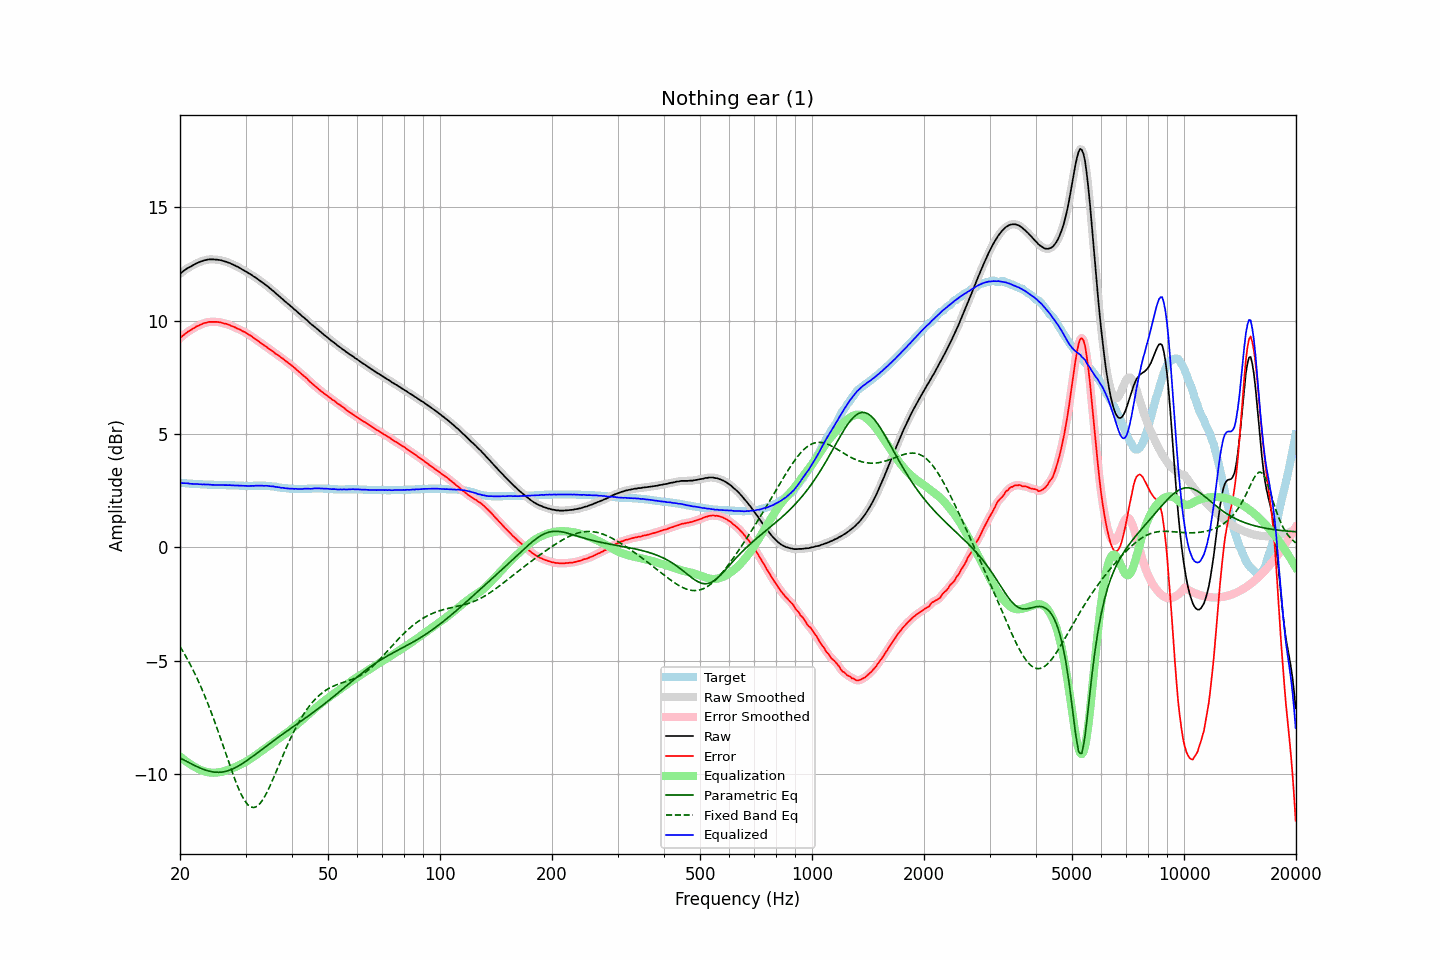 Nothing ear (1)
Amplitude (dBr)
15
10
5
0
−5
−10
20
50
100
200
500
1000
2000
5000
10000
20000
Frequency (Hz)
Target
Raw Smoothed
Error Smoothed
Raw
Error
Equalization
Parametric Eq
Fixed Band Eq
Equalized